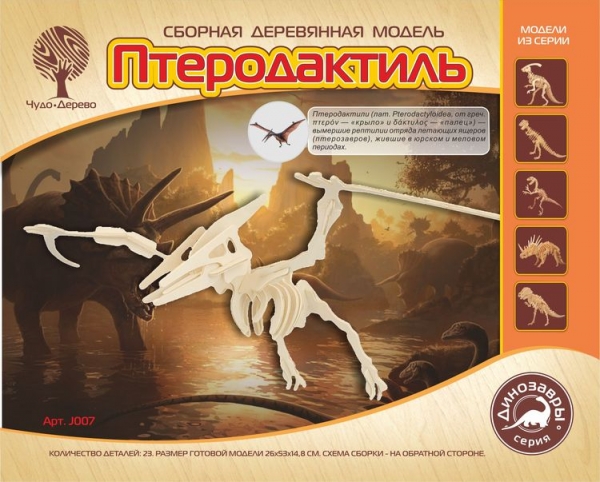 СБОРНАЯ ДЕРЕВЯННАЯ МОДЕЛЬ
Птеродактиль
Чудо-Дерево
Птеродактили (лат. Pterodactyloidea, от греч.
πτερόν — «крыло» и δάκτυλος — «палец») —
вымершие рептилии отряда летающих ящеров
(птерозавров), жившие в юрском и меловом
периодах.
МОДЕЛИ
ИЗ СЕРИИ
Арт. J007
Динозавры
серия
КОЛИЧЕСТВО ДЕТАЛЕЙ: 23. РАЗМЕР ГОТОВОЙ МОДЕЛИ 26х53х14,8 СМ. СХЕМА СБОРКИ - НА ОБРАТНОЙ СТОРОНЕ.